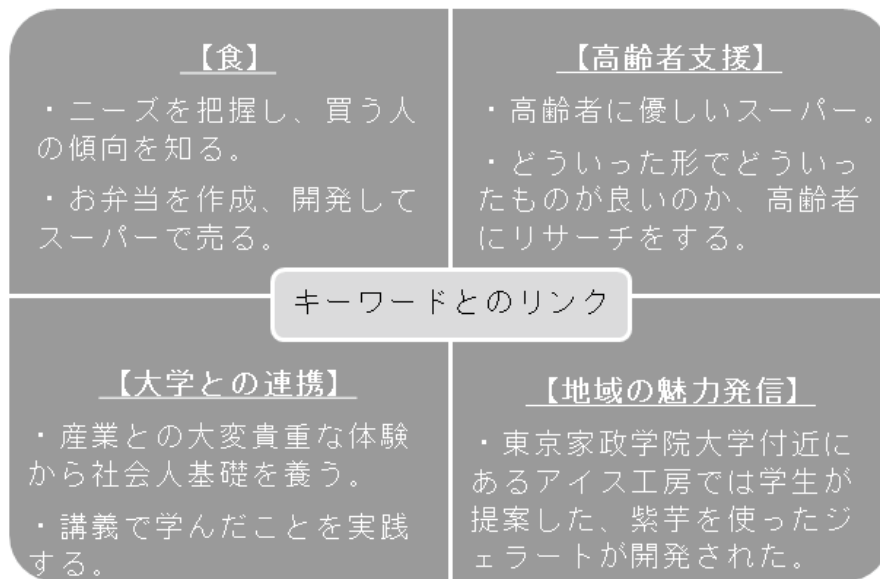 【食】
・ニーズを把握し、買う人
の傾向を知る。
・お弁当を作成、開発して
スーパーで売る。
【高齢者支援】
・高齢者に優しいスーパー。
・どういった形でどういっ
たものが良いのか、高齢者
にリサーチをする。
キーワードとのリンク
【大学との連携】
・産業との大変貴重な体験
から社会人基礎を養う。
・講義で学んだことを実践
する。
【地域の魅力発信】
・東京家政学院大学付近に
あるアイス工房では学生が
提案した、紫芋を使ったジ
ェラートが開発された。